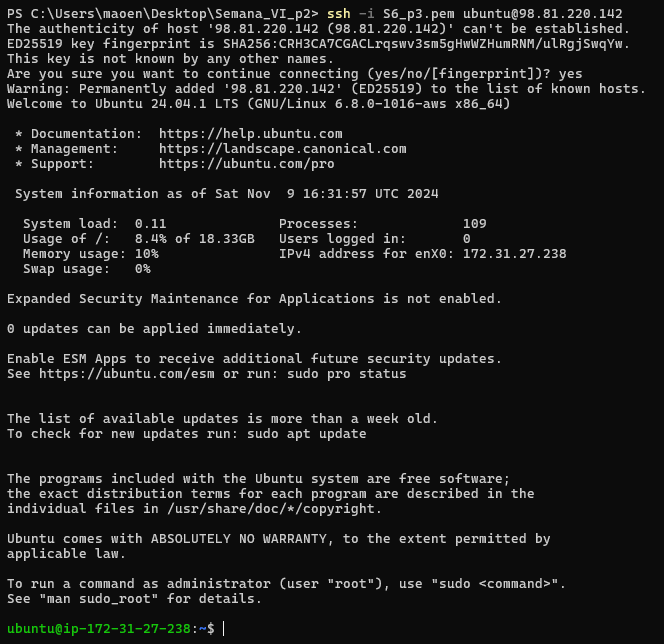 PS C:\Users\maoen\Desktop\Semana_VI_p2> ssh -i S6_p3.pem ubuntu@98.81.220.142
The authenticity of host '98.81.220.142 (98.81.220.142)' can't be established.
ED25519 key fingerprint is SHA256:CRH3CA7CGACLrqswv3sm5gHwWZHumRNM/ulRgjSwqYw.
This key is not known by any other names.
Are you sure you want to continue connecting (yes/no/[fingerprint])? yes
Warning: Permanently added '98.81.220.142' (ED25519) to the list of known hosts.
Welcome to Ubuntu 24.04.1 LTS (GNU/Linux 6.8.0-1016-aws x86_64)

 * Documentation:  https://help.ubuntu.com
 * Management:     https://landscape.canonical.com
 * Support:        https://ubuntu.com/pro

 System information as of Sat Nov  9 16:31:57 UTC 2024

  System load:  0.11              Processes:             109
  Usage of /:   8.4% of 18.33GB   Users logged in:       0
  Memory usage: 10%               IPv4 address for enX0: 172.31.27.238
  Swap usage:   0%

Expanded Security Maintenance for Applications is not enabled.

0 updates can be applied immediately.

Enable ESM Apps to receive additional future security updates.
See https://ubuntu.com/esm or run: sudo pro status


The list of available updates is more than a week old.
To check for new updates run: sudo apt update


The programs included with the Ubuntu system are free software;
the exact distribution terms for each program are described in the
individual files in /usr/share/doc/*/copyright.

Ubuntu comes with ABSOLUTELY NO WARRANTY, to the extent permitted by
applicable law.

To run a command as administrator (user "root"), use "sudo <command>".
See "man sudo_root" for details.

ubuntu@ip-172-31-27-238:~$